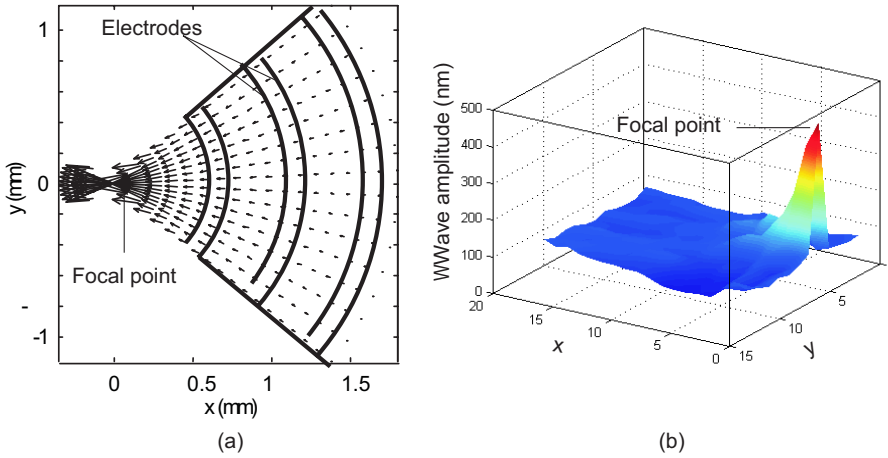 1
Electrodes
y (mm)
0
Focal point
-
-1
0
0.5
1
1.5
x (mm)
(a)
WWave amplitude (nm)
500
400
300
200
100
0
Focal point
20
15
10
5
0
x
15
10
5
y
(b)